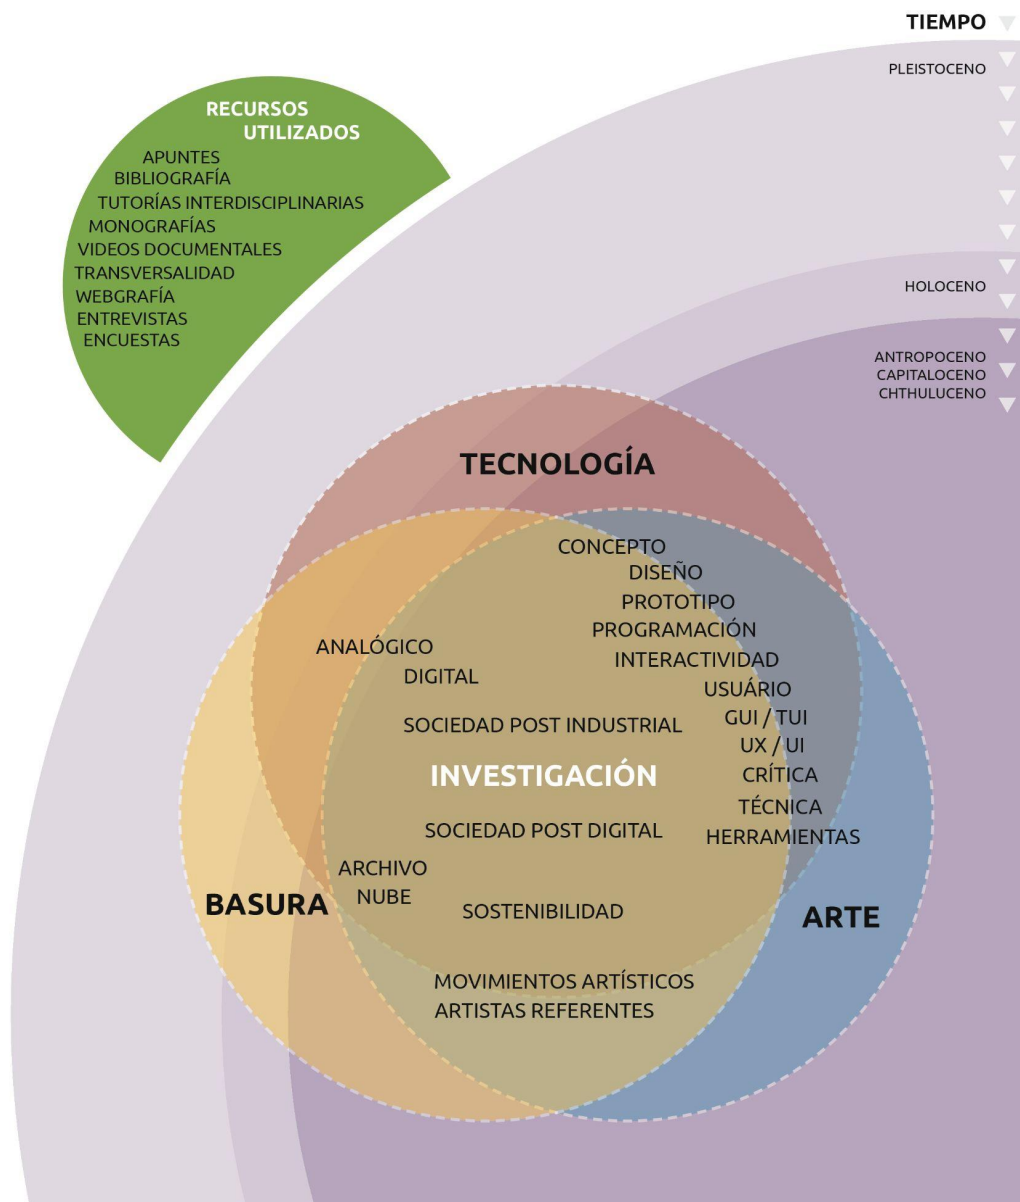 TIEMPO
PLEISTOCENO
HOLOCENO
ANTROPOCENO
CAPITALOCENO
CHTHULUCENO
RECURSOS
UTILIZADOS
APUNTES
BIBLIOGRAFÍA
TUTORÍAS INTERDISCIPLINARIAS
MONOGRAFÍAS
VIDEOS DOCUMENTALES
TRANSVERSALIDAD
WEBGRAFÍA
ENTREVISTAS
ENCUESTAS
TECNOLOGÍA
CONCEPTO
DISEÑO
PROTOTIPO
PROGRAMACIÓN
INTERACTIVIDAD
USUÁRIO
GUI / TUI
UX / UI
CRÍTICA
TÉCNICA
HERRAMIENTAS
ANALÓGICO
DIGITAL
SOCIEDAD POST INDUSTRIAL
INVESTIGACIÓN
SOCIEDAD POST DIGITAL
ARCHIVO
NUBE
BASURA
SOSTENIBILIDAD
ARTE
MOVIMIENTOS ARTÍSTICOS
ARTISTAS REFERENTES